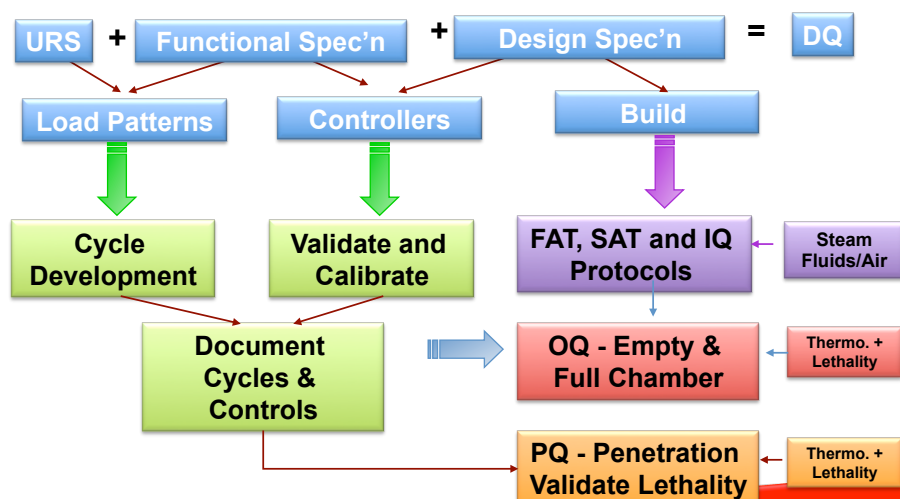 URS + Functional Spec'n + Design Spec'n = DQ
Load Patterns
Controllers
Build
Cycle
Development
Validate and
Calibrate
FAT, SAT and IQ
Protocols
Steam
Fluids/Air
Document
Cycles &
Controls
OQ - Empty &
Full Chamber
Thermo. +
Lethality
PQ - Penetration
Validate Lethality
Thermo. +
Lethality